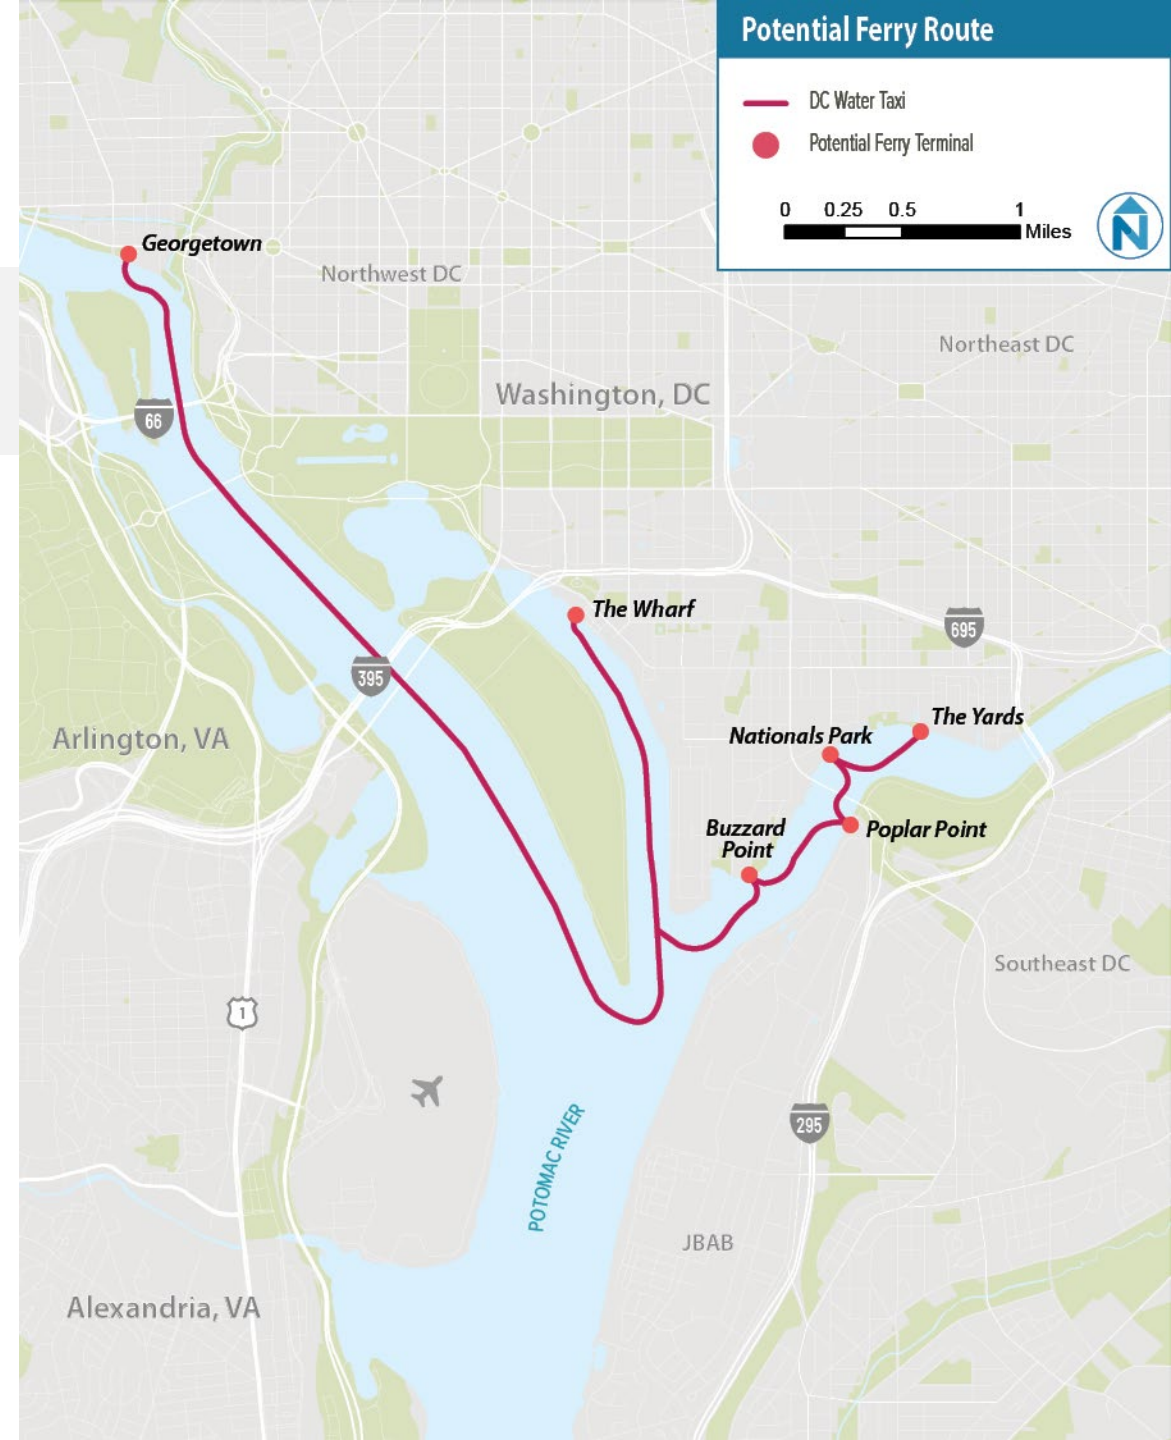 Potential Ferry Route
DC Water Taxi
Potential Ferry Terminal
0 0.25 0.5 1
Miles
N
Georgetown
Northwest DC
Northeast DC
Washington, DC
66
The Wharf
695
395
Arlington, VA
The Yards
Nationals Park
Buzzard
Point
Poplar Point
Southeast DC
1
295
POTOMAC RIVER
JBAB
Alexandria, VA